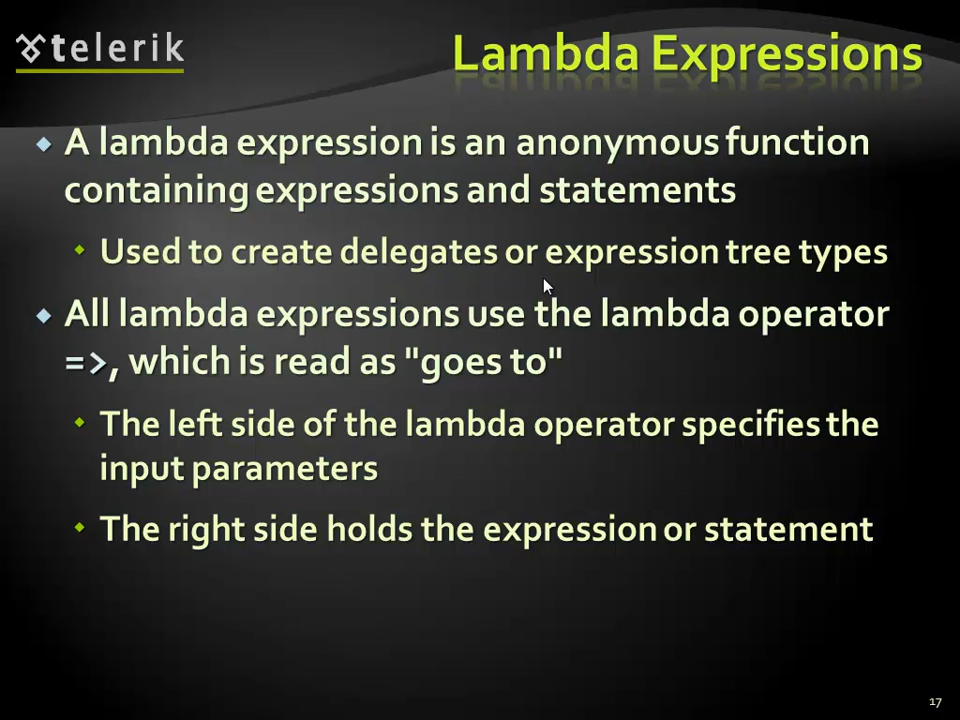 telerik
Lambda Expressions
A lambda expression is an anonymous function
containing expressions and statements
Used to create delegates or expression tree types
All lambda expressions use the lambda operator
=>, which is read as "goes to"
The left side of the lambda operator specifies the
input parameters
The right side holds the expression or statement
17